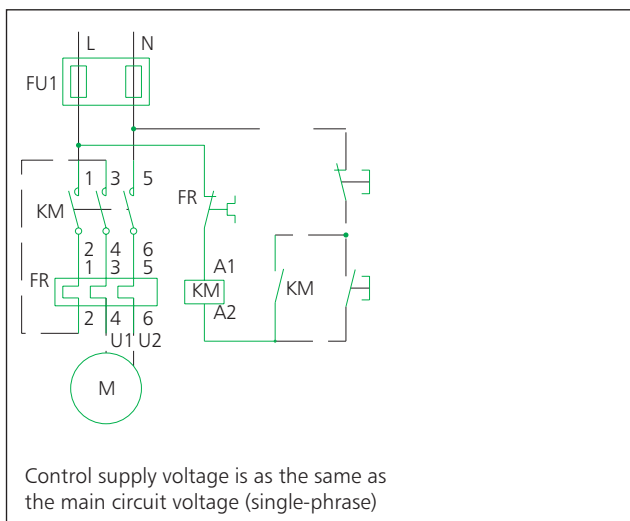 L N
FU1
1 3 5
KM
FR
2 4 6
1 3 5
FR
A1
KM
A2
KM
2 4 6
U1 U2
M
Control supply voltage is as the same as
the main circuit voltage (single-phrase)